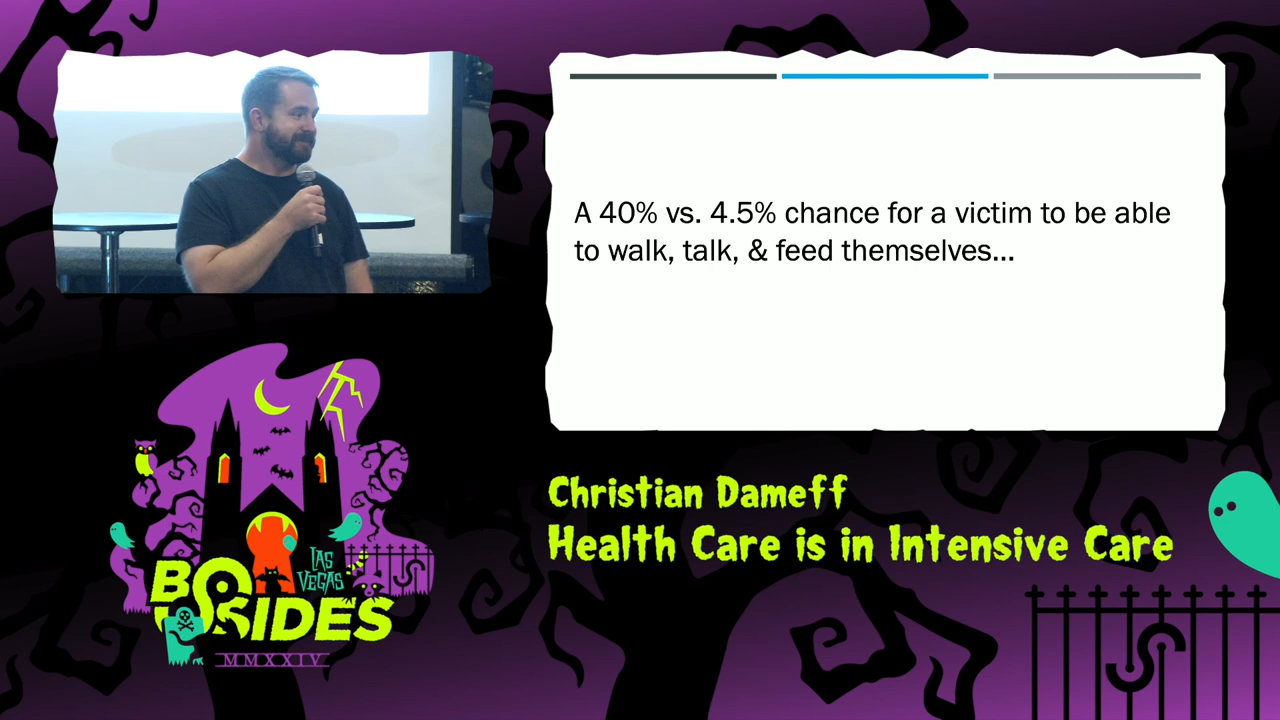 A 40% vs. 4.5% chance for a victim to be able
to walk, talk, & feed themselves...
Christian Dameff
Health Care is in Intensive Care
LAS
VEGAS
BSIDES
MMXXIV